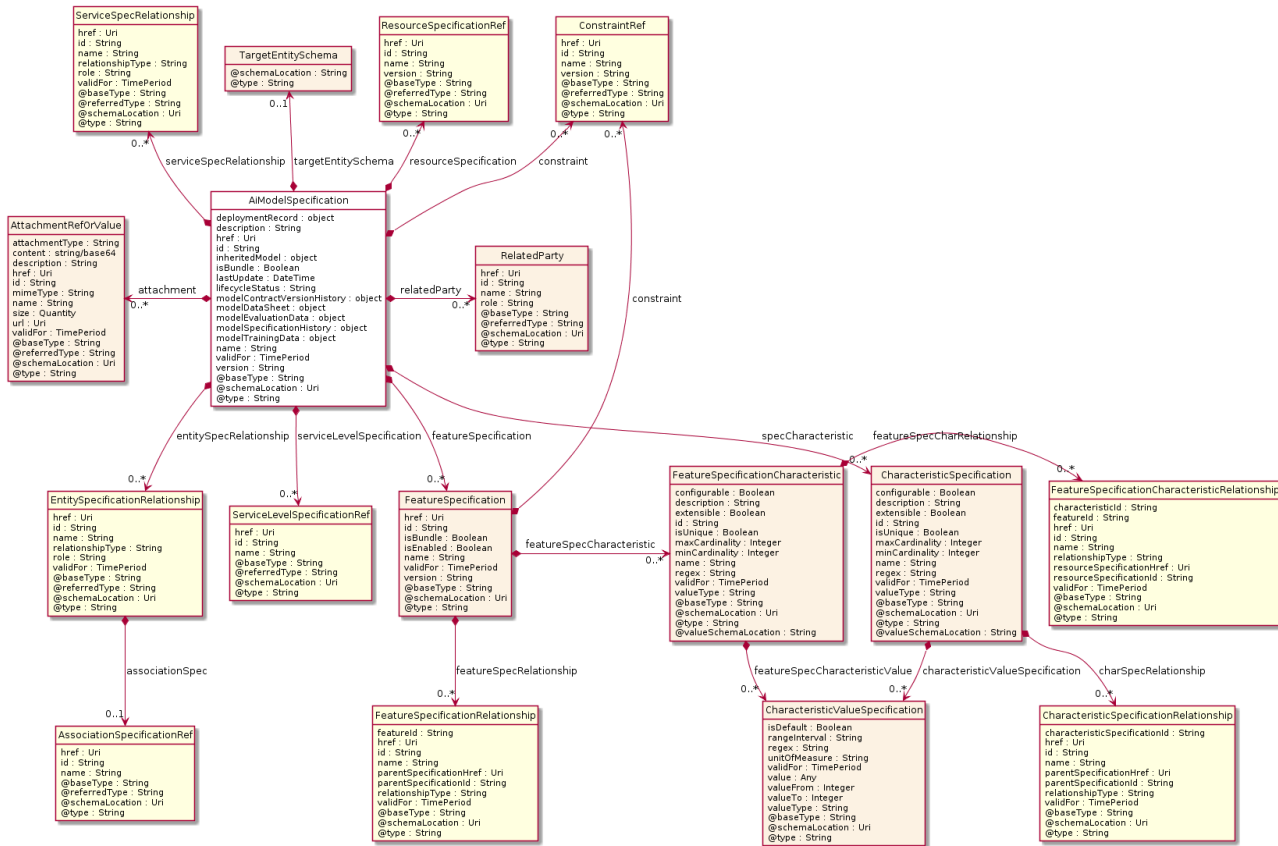 ServiceSpecRelationship
href : Uri
id : String
name : String
relationshipType : String
role : String
validFor : TimePeriod
@baseType : String
@referredType : String
@schemaLocation : Uri
@type : String
TargetEntitySchema
@schemaLocation : String
@type : String
ResourceSpecificationRef
href : Uri
id : String
name : String
version : String
@baseType : String
@referredType : String
@schemaLocation : Uri
@type : String
ConstraintRef
href : Uri
id : String
name : String
version : String
@baseType : String
@referredType : String
@schemaLocation : Uri
@type : String
0..*
0..1
0..*
0..*
0..*
serviceSpecRelationship
targetEntitySchema
resourceSpecification
constraint
AiModelSpecification
deploymentRecord : object
description : String
href : Uri
id : String
inheritedModel : object
isBundle : Boolean
lastUpdate : DateTime
lifecycleStatus : String
modelContractVersionHistory : object
modelDataSheet : object
modelEvaluationData : object
modelSpecificationHistory : object
modelTrainingData : object
name : String
validFor : TimePeriod
version : String
@baseType : String
@schemaLocation : Uri
@type : String
AttachmentRefOrValue
attachmentType : String
content : string/base64
description : String
href : Uri
id : String
mimeType : String
name : String
size : Quantity
url : Uri
validFor : TimePeriod
@baseType : String
@referredType : String
@schemaLocation : Uri
@type : String
attachment
0..*
RelatedParty
href : Uri
id : String
name : String
role : String
@baseType : String
@referredType : String
@schemaLocation : Uri
@type : String
relatedParty
0..*
constraint
entitySpecRelationship
serviceLevelSpecification
featureSpecification
specCharacteristic
featureSpecCharRelationship
0..*
0..*
0..*
0..*
0..*
EntitySpecificationRelationship
href : Uri
id : String
name : String
relationshipType : String
role : String
validFor : TimePeriod
@baseType : String
@referredType : String
@schemaLocation : Uri
@type : String
ServiceLevelSpecificationRef
href : Uri
id : String
name : String
@baseType : String
@referredType : String
@schemaLocation : Uri
@type : String
FeatureSpecification
href : Uri
id : String
isBundle : Boolean
isEnabled : Boolean
name : String
validFor : TimePeriod
version : String
@baseType : String
@schemaLocation : Uri
@type : String
featureSpecCharacteristic
0..*
FeatureSpecificationCharacteristic
configurable : Boolean
description : String
extensible : Boolean
id : String
isUnique : Boolean
maxCardinality : Integer
minCardinality : Integer
name : String
regex : String
validFor : TimePeriod
valueType : String
@baseType : String
@schemaLocation : Uri
@type : String
@valueSchemaLocation : String
CharacteristicSpecification
configurable : Boolean
description : String
extensible : Boolean
id : String
isUnique : Boolean
maxCardinality : Integer
minCardinality : Integer
name : String
regex : String
validFor : TimePeriod
valueType : String
@baseType : String
@schemaLocation : Uri
@type : String
@valueSchemaLocation : String
FeatureSpecificationCharacteristicRelationship
characteristicId : String
featureId : String
href : Uri
id : String
name : String
relationshipType : String
resourceSpecificationHref : Uri
resourceSpecificationId : String
validFor : TimePeriod
@baseType : String
@schemaLocation : Uri
@type : String
associationSpec
featureSpecRelationship
featureSpecCharacteristicValue
characteristicValueSpecification
charSpecRelationship
0..1
0..*
0..*
0..*
0..*
AssociationSpecificationRef
href : Uri
id : String
name : String
@baseType : String
@referredType : String
@schemaLocation : Uri
@type : String
FeatureSpecificationRelationship
featureId : String
href : Uri
id : String
name : String
parentSpecificationHref : Uri
parentSpecificationId : String
relationshipType : String
validFor : TimePeriod
@baseType : String
@schemaLocation : Uri
@type : String
CharacteristicValueSpecification
isDefault : Boolean
rangeInterval : String
regex : String
unitOfMeasure : String
validFor : TimePeriod
value : Any
valueFrom : Integer
valueTo : Integer
valueType : String
@baseType : String
@schemaLocation : Uri
@type : String
CharacteristicSpecificationRelationship
characteristicSpecificationId : String
href : Uri
id : String
name : String
parentSpecificationHref : Uri
parentSpecificationId : String
relationshipType : String
validFor : TimePeriod
@baseType : String
@schemaLocation : Uri
@type : String